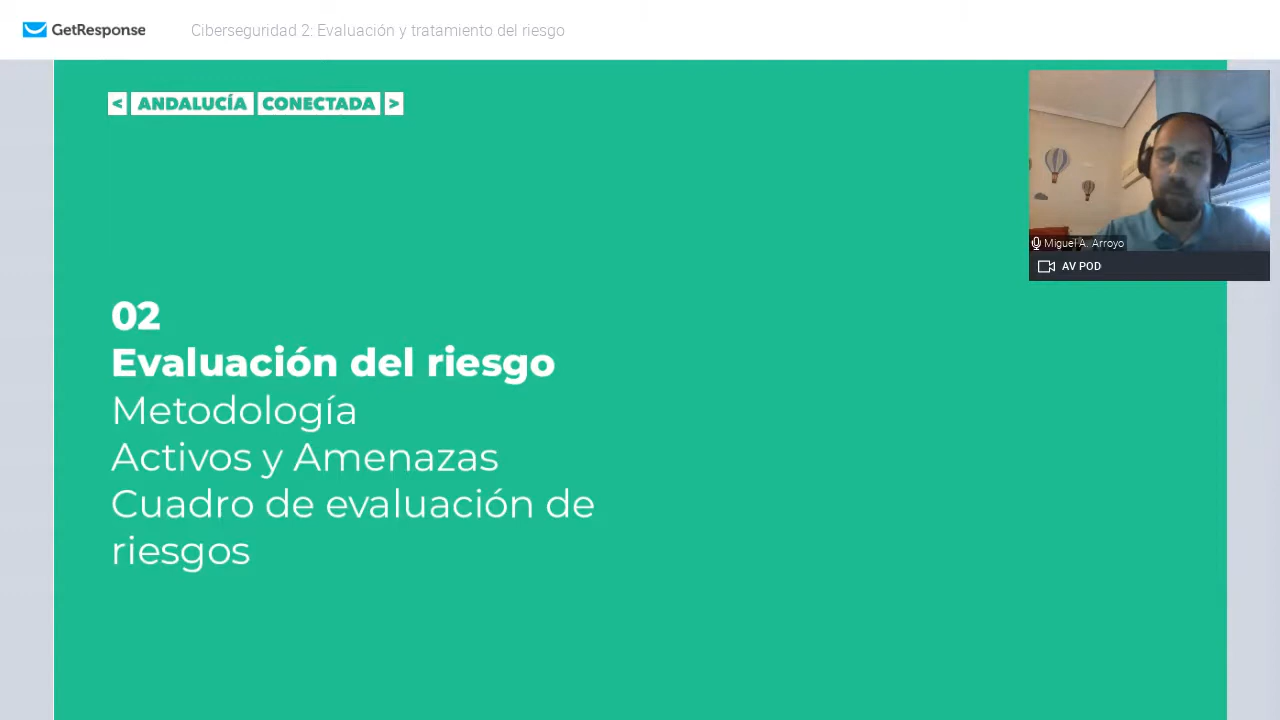 GetResponse
Ciberseguridad 2: Evaluación y tratamiento del riesgo
< ANDALUCÍA CONECTADA >
Miguel A. Arroyo
AV POD
02
Evaluación del riesgo
Metodología
Activos y Amenazas
Cuadro de evaluación de
riesgos